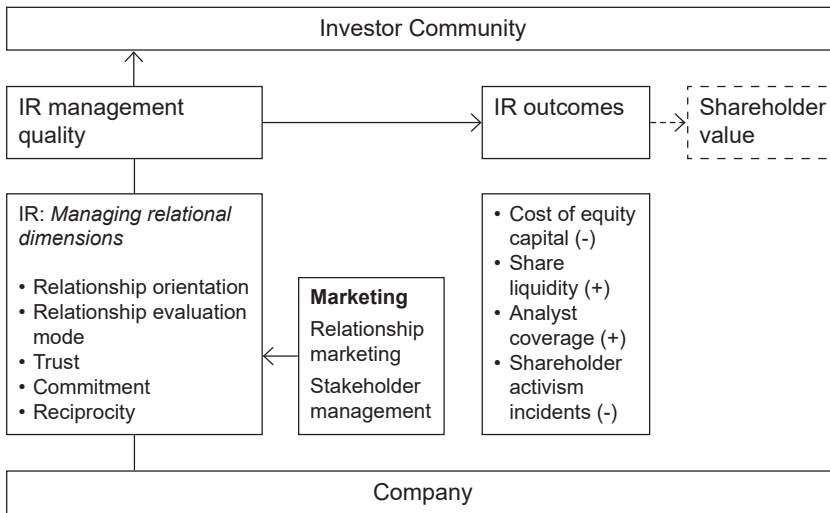 Investor Community
IR management
quality
IR outcomes
Shareholder
value
IR: Managing relational
dimensions
• Relationship orientation
• Relationship evaluation
mode
• Trust
• Commitment
• Reciprocity
Marketing
Relationship
marketing
Stakeholder
management
• Cost of equity
capital (-)
• Share
liquidity (+)
• Analyst
coverage (+)
• Shareholder
activism
incidents (-)
Company